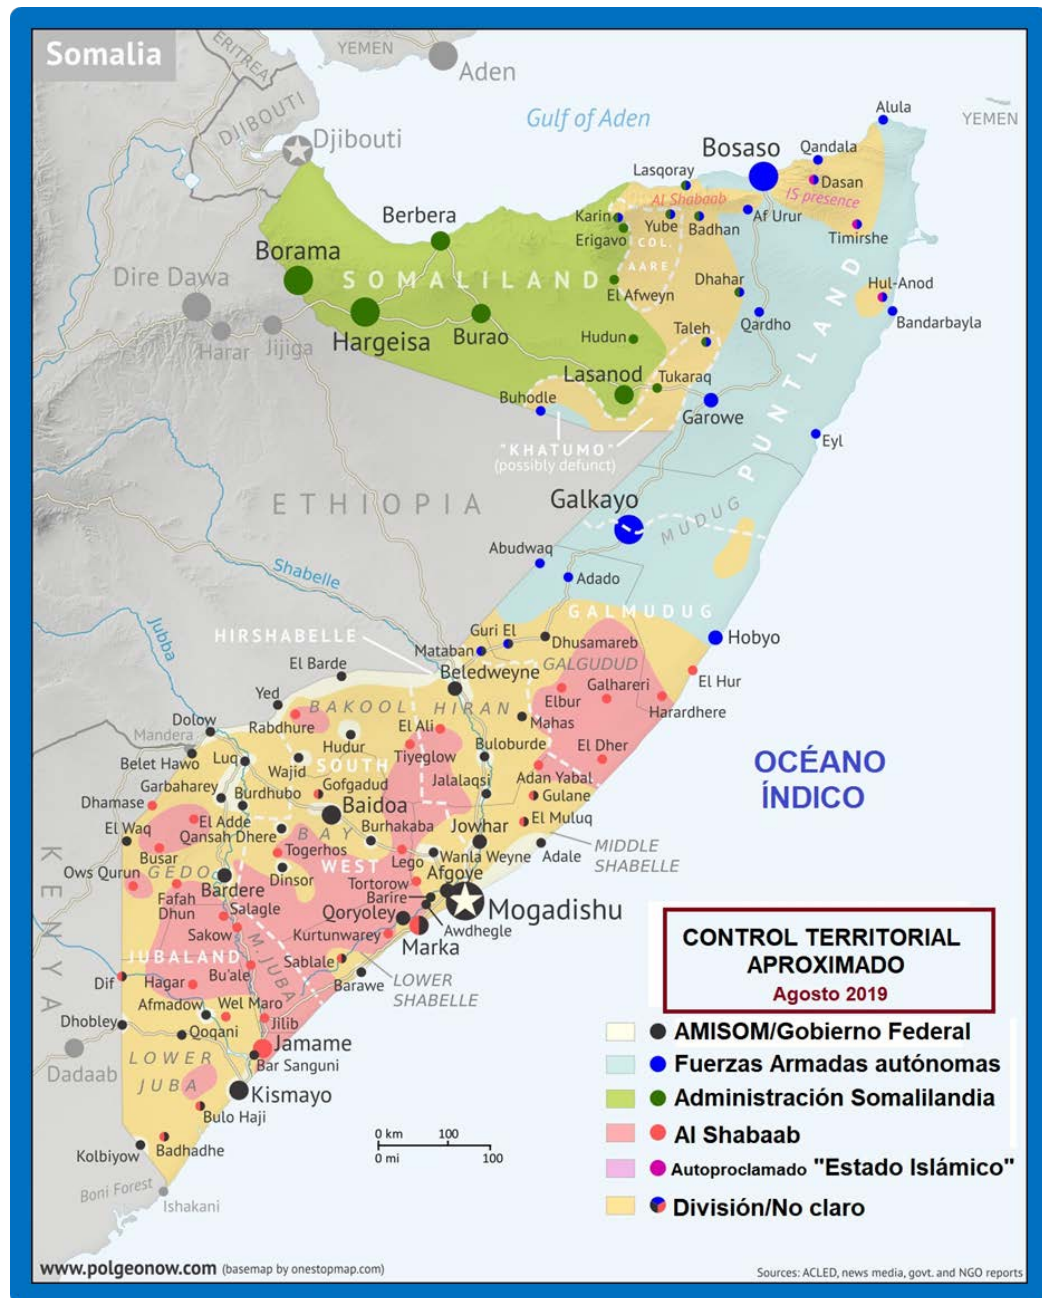 Somalia
ERITREA
YEMEN
Aden
DJIBOUTI
Djibouti
Gulf of Aden
Alula
YEMEN
Bosaso
Qandala
Lasqoray
Dasan
Al Shabaab
IS presence
Berbera
Karin
Yube
Badhan
Af Urur
Timirshe
Erigavo
COL.
AARE
Borama
Dire Dawa
SOMALILAND
El Afweyn
Dhahar
Hul-Anod
Bandarbayla
Qardho
Harar
Jijiga
Hargeisa
Burao
Hudun
Taleh
PUNTLAND
Lasanod
Tukaraq
Buhodle
Garowe
Eyl
"KHATUMO"
(possibly defunct)
ETHIOPIA
Galkayo
MUDUG
Abudwaq
Adado
Shabelle
Jubba
GALMUDUG
HIRSHABELLE
Guri El
Dhusamareb
Hobyo
Mataban
El Barde
Beledweyne
GALGUDUD
El Hur
Yed
Galhareri
Elbur
Harardhere
BAKOOL
HIRAN
Rabdhure
Mahas
Dolow
Mandera
El Ali
Hudur
Tiyeglow
Buloburde
El Dher
Belet Hawo
Luq
Wajid
SOUTH
Jalalaqsi
Adan Yabal
Garbaharey
Burdhubo
Gofgadud
Gulane
Dhamase
Baidoa
El Adde
El Muluq
El Waq
Qansah Dhere
BAY
Burhakaba
Jowhar
Busar
Togerhos
Lego
Wanla Weyne
Adale
MIDDLE
SHABELLE
Ows Qurun
GEDO
WEST
Afgoye
Bardere
Dinsor
Tortorow
Fafah
Dhun
Salagle
Barire
Mogadishu
Qoryoley
Awdhegle
Sakow
Kurtunwarey
Marka
KENYA
JUBALAND
M. JUBA
Sablale
Bu'ale
Dif
Hagar
Barawe
LOWER
SHABELLE
Afmadow
Wel Maro
Dhobley
Qoqani
Jilib
Jamame
Dadaab
LOWER
JUBA
Bar Sanguni
Kismayo
Bulo Haji
Kolbiyow
Badhadhe
Boni Forest
Ishakani
OCÉANO
ÍNDICO
0 km 100
0 mi 100
CONTROL TERRITORIAL
APROXIMADO
Agosto 2019
AMISOM/Gobierno Federal
Fuerzas Armadas autónomas
Administración Somalilandia
Al Shabaab
Autoproclamado "Estado Islámico"
División/No claro
www.polgeonow.com (basemap by onestopmap.com)
Sources: ACLED, news media, govt. and NGO reports